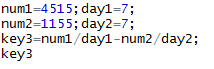 num1=4515;day1=7;
num2=1155;day2=7;
key3=num1/day1-num2/day2;
key3